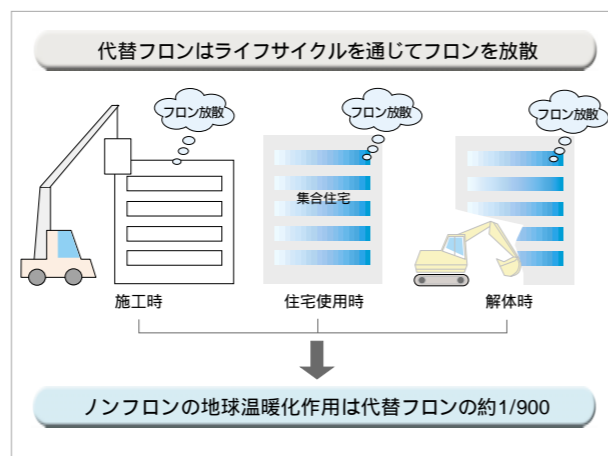 代替フロンはライフサイクルを通じてフロンを放散
フロン放散
フロン放散
フロン放散
集合住宅
施工時
住宅使用時
解体時
ノンフロンの地球温暖化作用は代替フロンの約1/900